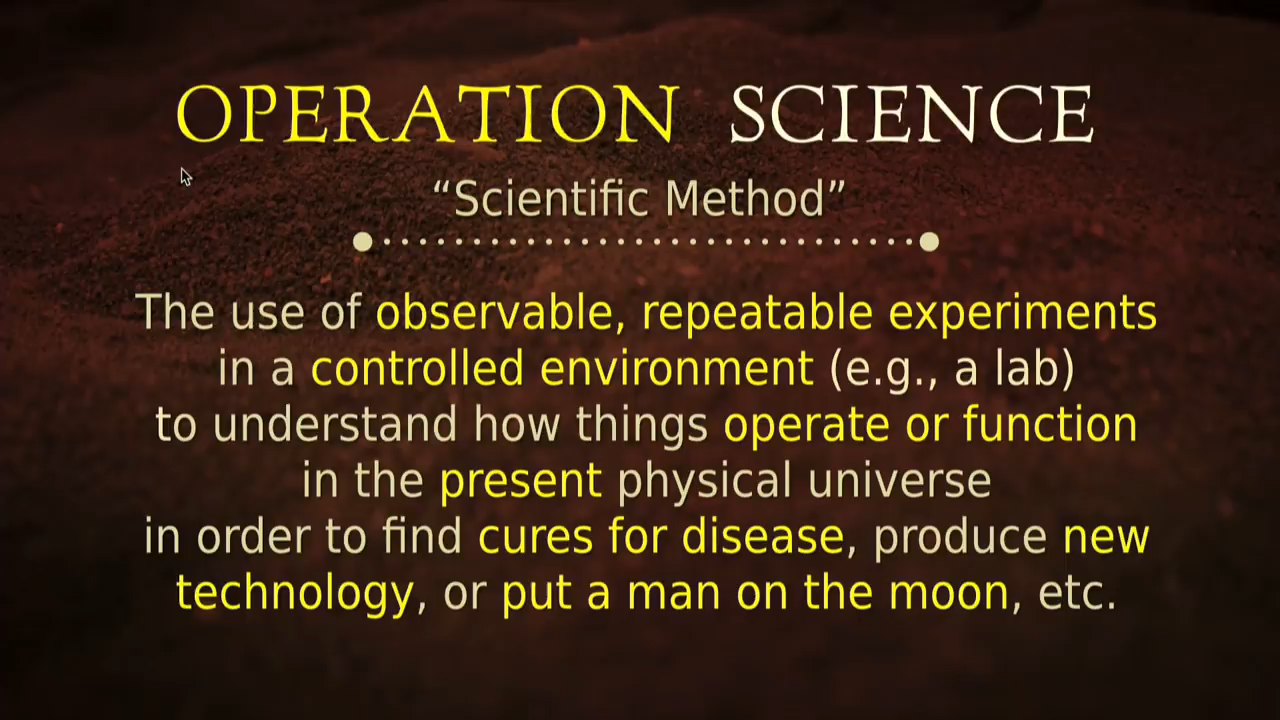 OPERATION SCIENCE
“Scientific Method”
The use of observable, repeatable experiments
in a controlled environment (e.g., a lab)
to understand how things operate or function
in the present physical universe
in order to find cures for disease, produce new
technology, or put a man on the moon, etc.